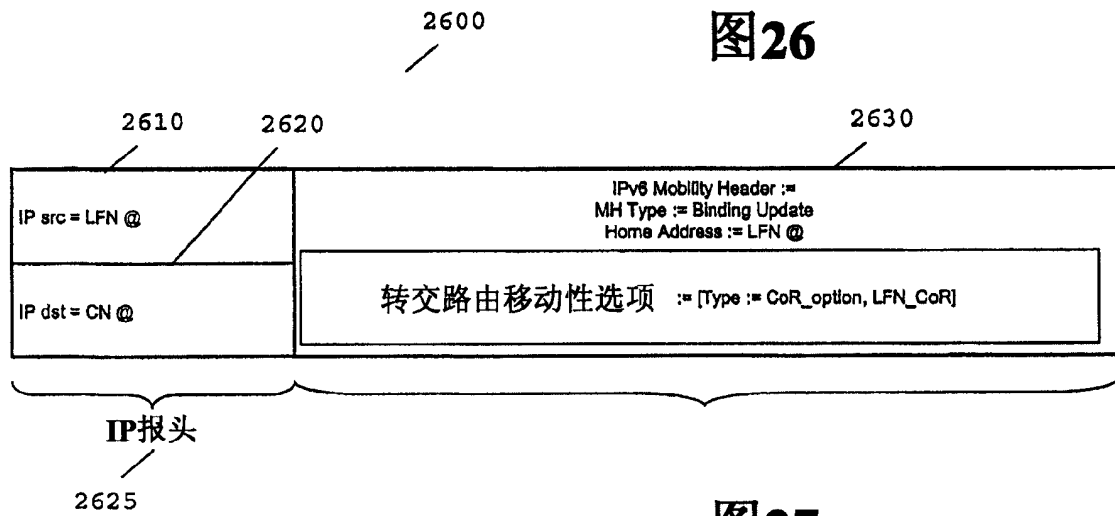 2600
图26
2610
2620
2630
IP src = LFN @
IP dst = CN @
IPv6 Mobility Header :=
MH Type := Binding Update
Home Address := LFN @
转交路由移动性选项 := [Type := CoR_option, LFN_CoR]
IP报头
2625